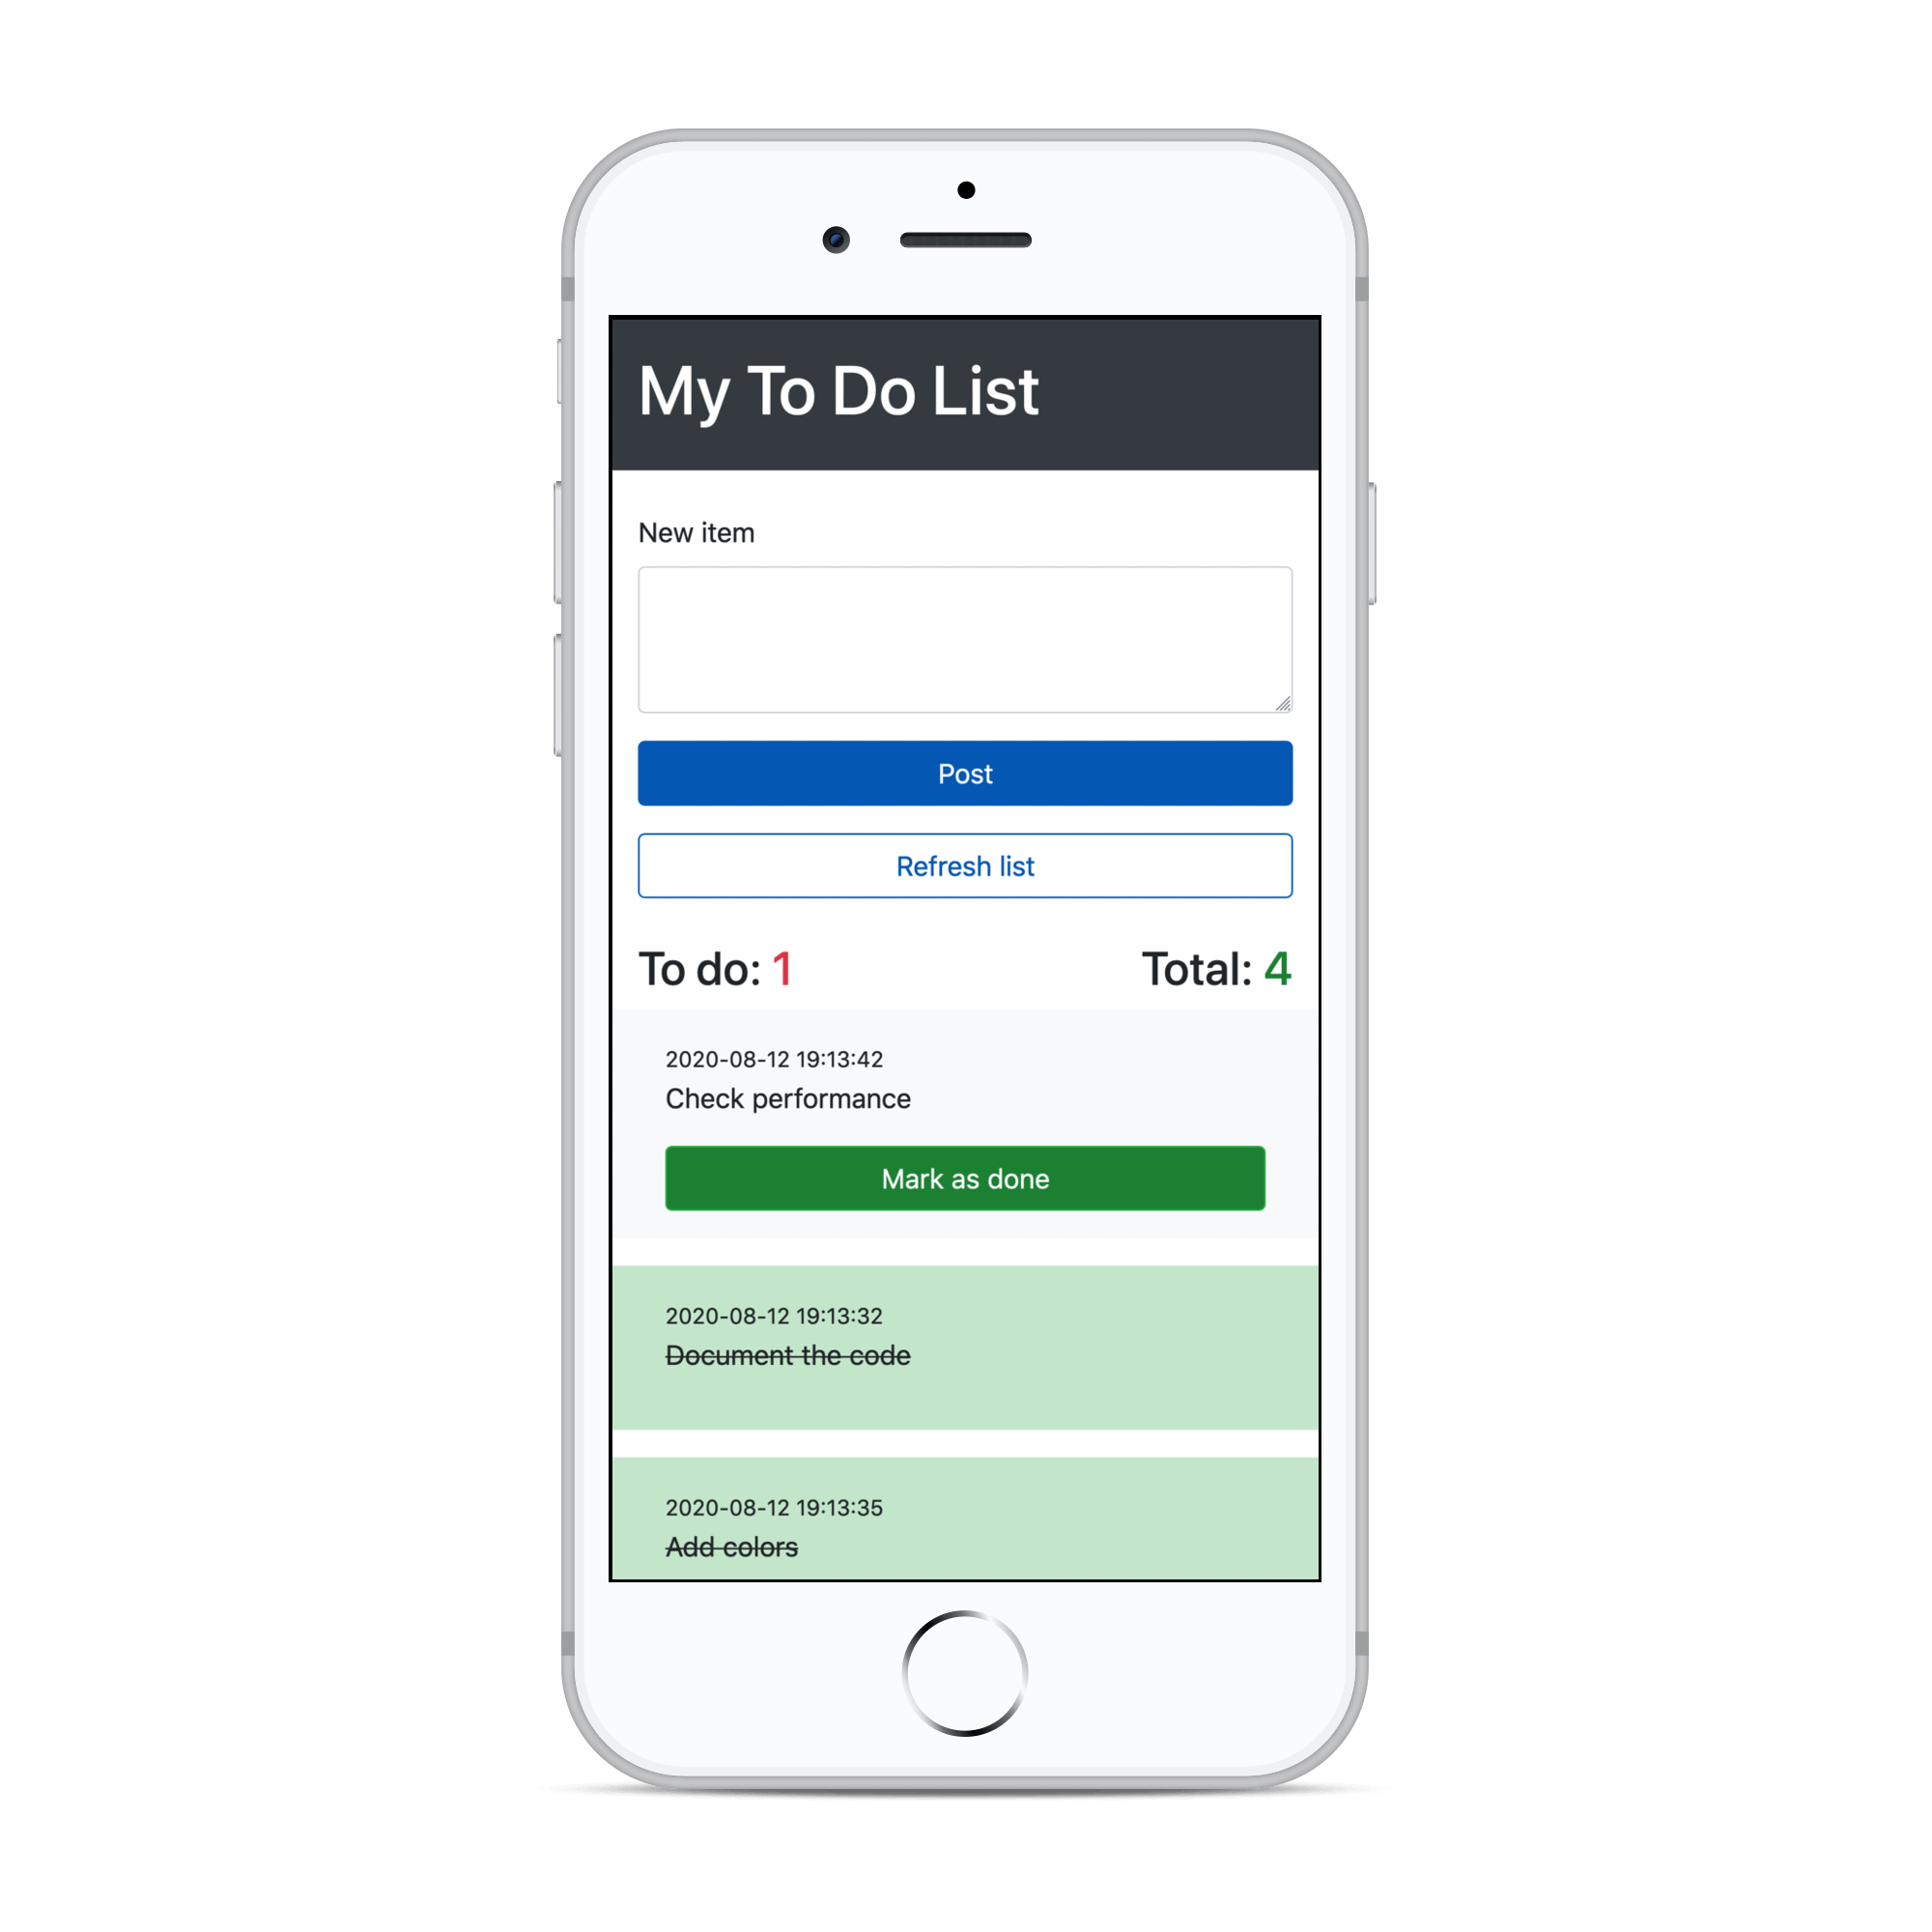 My To Do List
New item
Post
Refresh list
To do: 1
Total: 4
2020-08-12 19:13:42
Check performance
Mark as done
2020-08-12 19:13:32
Document the code
2020-08-12 19:13:35
Add colors